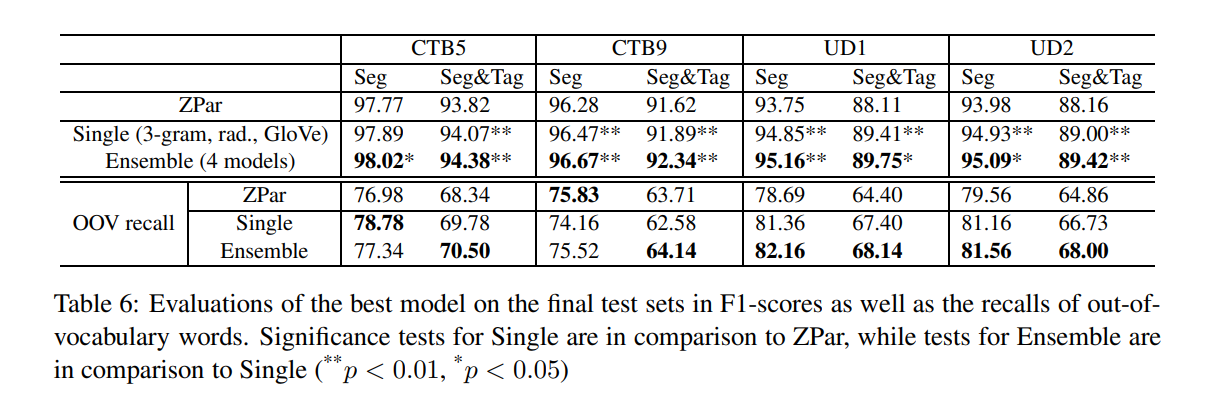 CTB5 CTB9 UD1 UD2
Seg Seg&Tag Seg Seg&Tag Seg Seg&Tag Seg Seg&Tag
ZPar 97.77 93.82 96.28 91.62 93.75 88.11 93.98 88.16
Single (3-gram, rad., GloVe) 97.89 94.07** 96.47** 91.89** 94.85** 89.41** 94.93** 89.00**
Ensemble (4 models) 98.02* 94.38** 96.67** 92.34** 95.16** 89.75* 95.09* 89.42**
ZPar 76.98 68.34 75.83 63.71 78.69 64.40 79.56 64.86
OOV recall Single 78.78 69.78 74.16 62.58 81.36 67.40 81.16 66.73
Ensemble 77.34 70.50 75.52 64.14 82.16 68.14 81.56 68.00
Table 6: Evaluations of the best model on the final test sets in F1-scores as well as the recalls of out-of-
vocabulary words. Significance tests for Single are in comparison to ZPar, while tests for Ensemble are
in comparison to Single (**p < 0.01, *p < 0.05)